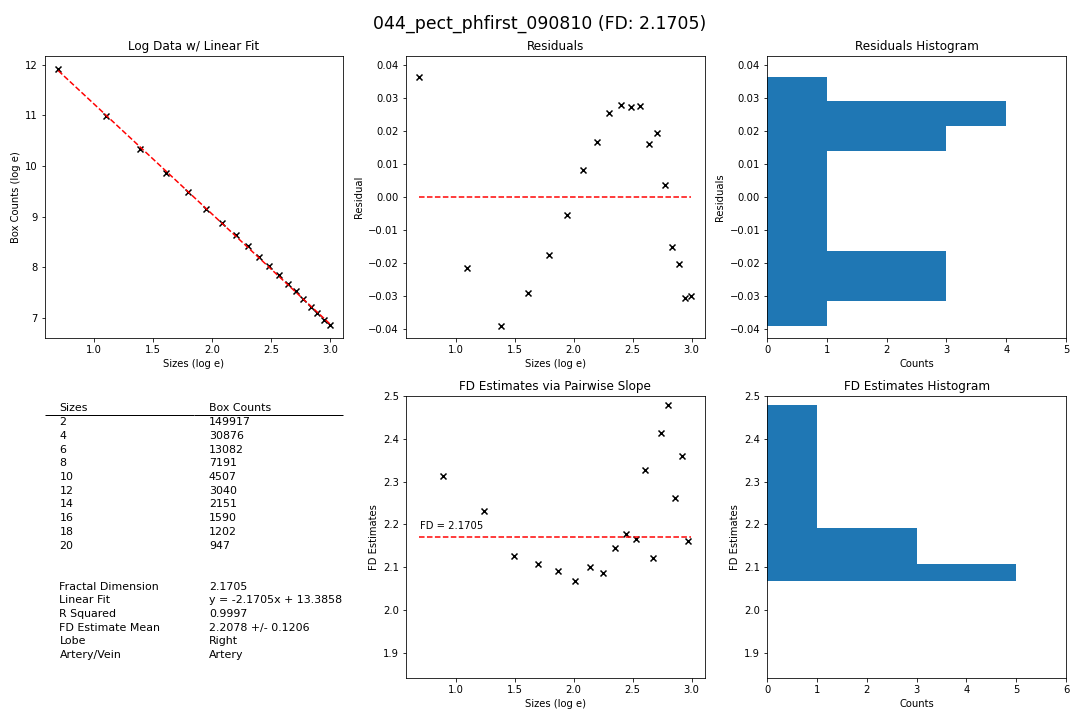 044_pect_phfirst_090810 (FD: 2.1705)
Log Data w/ Linear Fit
Box Counts (log e)
12
11
10
9
8
7
1.0 1.5 2.0 2.5 3.0
Sizes (log e)
Residuals
Residual
0.04
0.03
0.02
0.01
0.00
−0.01
−0.02
−0.03
−0.04
1.0 1.5 2.0 2.5 3.0
Sizes (log e)
Residuals Histogram
Residuals
0.04
0.03
0.02
0.01
0.00
−0.01
−0.02
−0.03
−0.04
0 1 2 3 4 5
Counts
Sizes Box Counts
2 149917
4 30876
6 13082
8 7191
10 4507
12 3040
14 2151
16 1590
18 1202
20 947
Fractal Dimension 2.1705
Linear Fit y = -2.1705x + 13.3858
R Squared 0.9997
FD Estimate Mean 2.2078 +/- 0.1206
Lobe Right
Artery/Vein Artery
FD Estimates via Pairwise Slope
FD Estimates
2.5
2.4
2.3
2.2
2.1
2.0
1.9
FD = 2.1705
1.0 1.5 2.0 2.5 3.0
Sizes (log e)
FD Estimates Histogram
FD Estimates
2.5
2.4
2.3
2.2
2.1
2.0
1.9
0 1 2 3 4 5 6
Counts